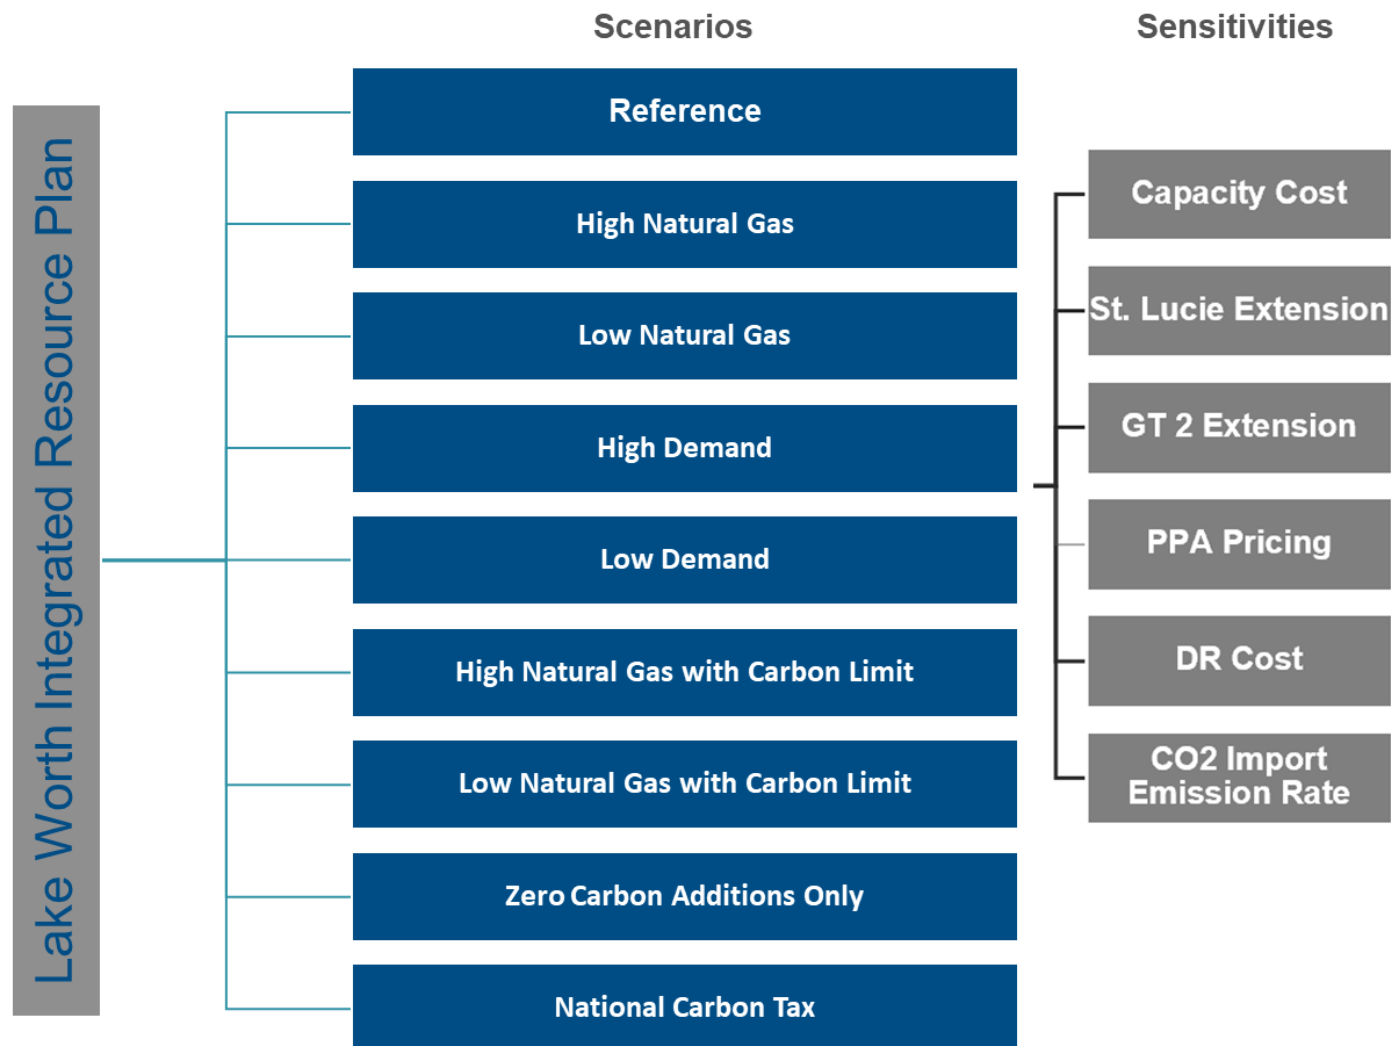 Scenarios
Sensitivities
Lake Worth Integrated Resource Plan
Reference
High Natural Gas
Low Natural Gas
High Demand
Low Demand
High Natural Gas with Carbon Limit
Low Natural Gas with Carbon Limit
Zero Carbon Additions Only
National Carbon Tax
Capacity Cost
St. Lucie Extension
GT 2 Extension
PPA Pricing
DR Cost
CO2 Import
Emission Rate